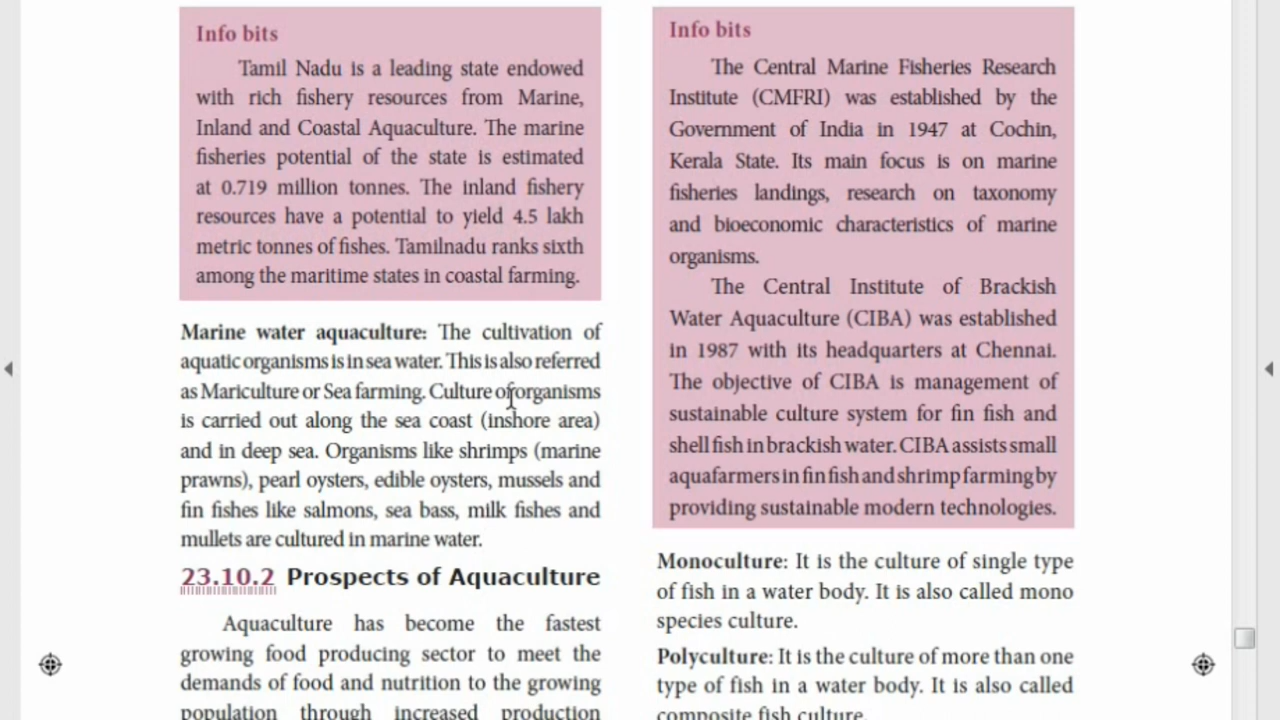 Info bits
Tamil Nadu is a leading state endowed
with rich fishery resources from Marine,
Inland and Coastal Aquaculture. The marine
fisheries potential of the state is estimated
at 0.719 million tonnes. The inland fishery
resources have a potential to yield 4.5 lakh
metric tonnes of fishes. Tamilnadu ranks sixth
among the maritime states in coastal farming.
Marine water aquaculture: The cultivation of
aquatic organisms is in sea water. This is also referred
as Mariculture or Sea farming. Culture of organisms
is carried out along the sea coast (inshore area)
and in deep sea. Organisms like shrimps (marine
prawns), pearl oysters, edible oysters, mussels and
fin fishes like salmons, sea bass, milk fishes and
mullets are cultured in marine water.
23.10.2 Prospects of Aquaculture
Aquaculture has become the fastest
growing food producing sector to meet the
demands of food and nutrition to the growing
population through increased production
Info bits
The Central Marine Fisheries Research
Institute (CMFRI) was established by the
Government of India in 1947 at Cochin,
Kerala State. Its main focus is on marine
fisheries landings, research on taxonomy
and bioeconomic characteristics of marine
organisms.
The Central Institute of Brackish
Water Aquaculture (CIBA) was established
in 1987 with its headquarters at Chennai.
The objective of CIBA is management of
sustainable culture system for fin fish and
shell fish in brackish water. CIBA assists small
aquafarmers in fin fish and shrimp farming by
providing sustainable modern technologies.
Monoculture: It is the culture of single type
of fish in a water body. It is also called mono
species culture.
Polyculture: It is the culture of more than one
type of fish in a water body. It is also called
composite fish culture.